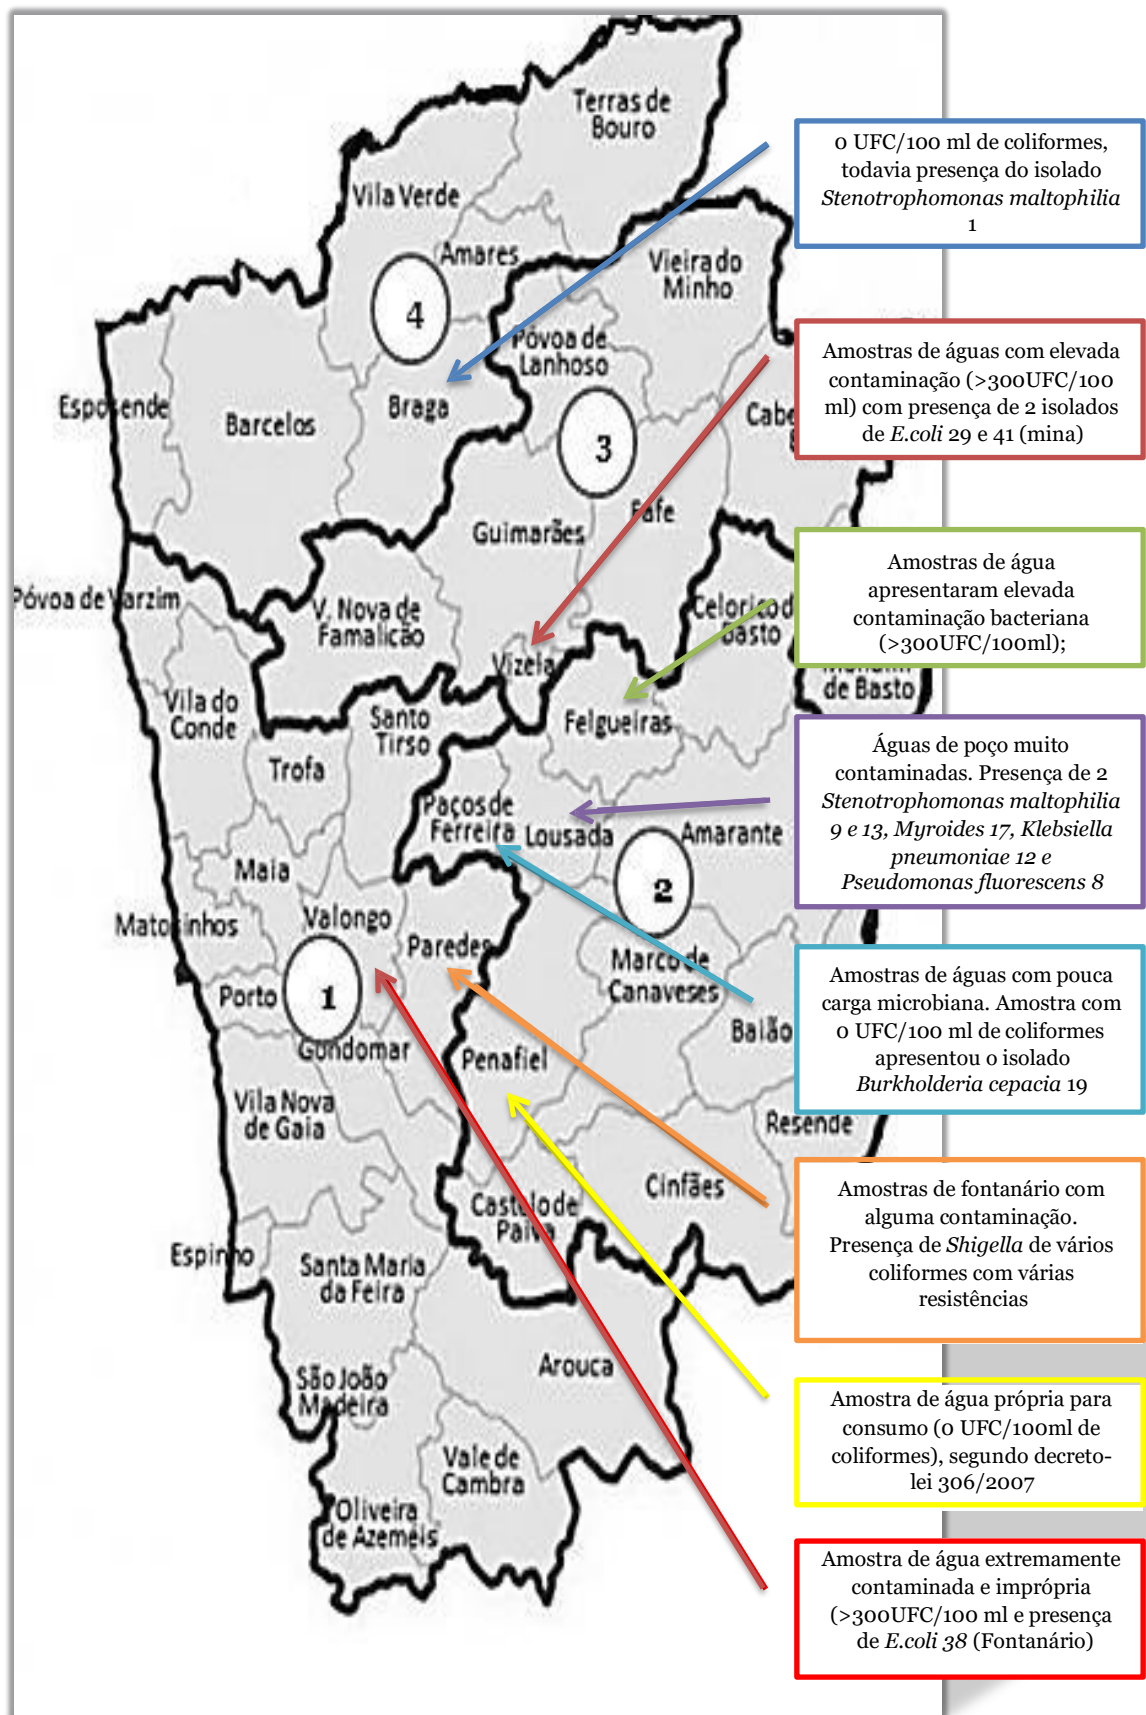 Terras de
Bouro
Vila Verde
Amares
Vieira do
Minho
4
Póvoa de
Lanhoso
Esposende
Barcelos
Braga
3
Guimarães
Fafe
Póvoa de Varzim
V. Nova de
Famalicão
Celorico d
Basto
Vizela
de Basto
Vila do
Conde
Santo
Tirso
Felgueiras
Trofa
Paços de
Ferreira
Lousada
Amarante
Maia
2
Matosinhos
Valongo
Paredes
Marco de
Canaveses
Porto
1
Baião
Gondomar
Penafiel
Vila Nova
de Gaia
Resende
Castelo de
Paiva
Cinfães
Espinho
Santa Maria
da Feira
Arouca
São João
Madeira
Vale de
Cambra
Oliveira
de Azeméis
0 UFC/100 ml de coliformes,
todavia presença do isolado
Stenotrophomonas maltophilia
1
Amostras de águas com elevada
contaminação (>300UFC/100
ml) com presença de 2 isolados
de E.coli 29 e 41 (mina)
Amostras de água
apresentaram elevada
contaminação bacteriana
(>300UFC/100ml);
Águas de poço muito
contaminadas. Presença de 2
Stenotrophomonas maltophilia
9 e 13, Myroides 17, Klebsiella
pneumoniae 12 e
Pseudomonas fluorescens 8
Amostras de águas com pouca
carga microbiana. Amostra com
0 UFC/100 ml de coliformes
apresentou o isolado
Burkholderia cepacia 19
Amostras de fontanário com
alguma contaminação.
Presença de Shigella de vários
coliformes com várias
resistências
Amostra de água própria para
consumo (0 UFC/100ml de
coliformes), segundo decreto-
lei 306/2007
Amostra de água extremamente
contaminada e imprópria
(>300UFC/100 ml e presença
de E.coli 38 (Fontanário)